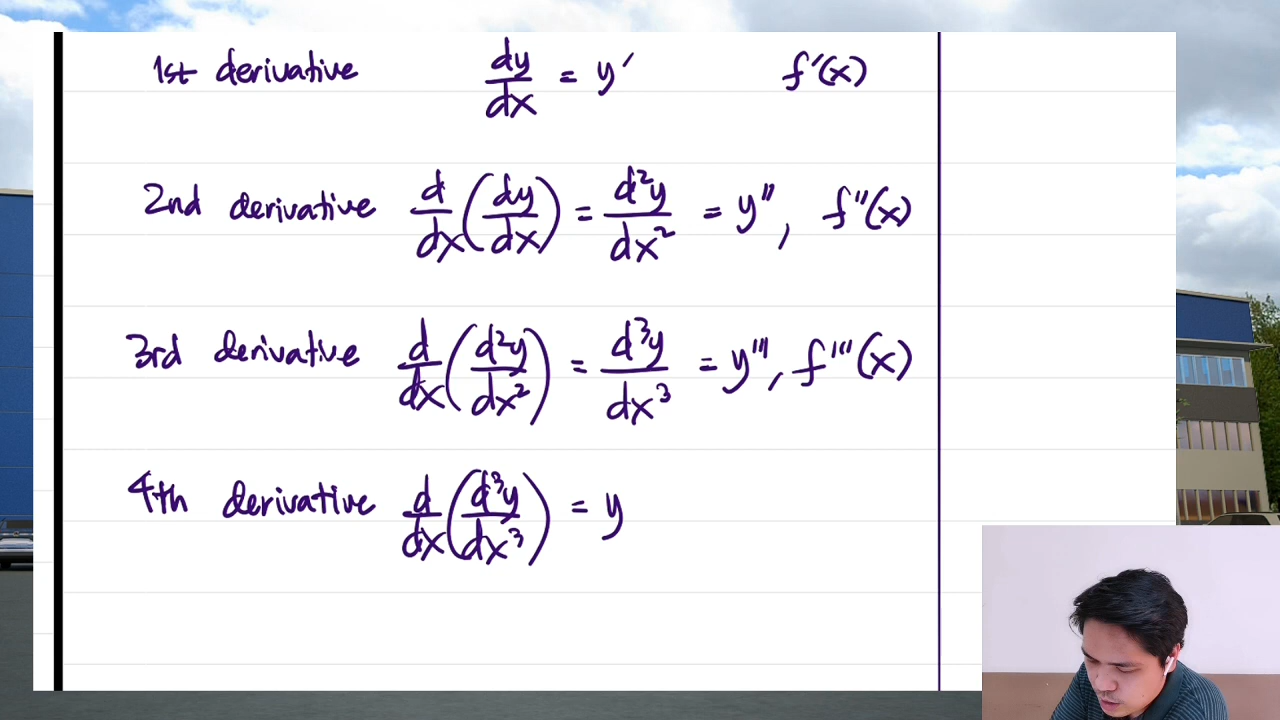 1st derivative dy/dx = y′ f′(x)
2nd derivative d/dx (dy/dx) = d²y/dx² = y″, f″(x)
3rd derivative d/dx (d²y/dx²) = d³y/dx³ = y‴, f‴(x)
4th derivative d/dx (d³y/dx³) = y